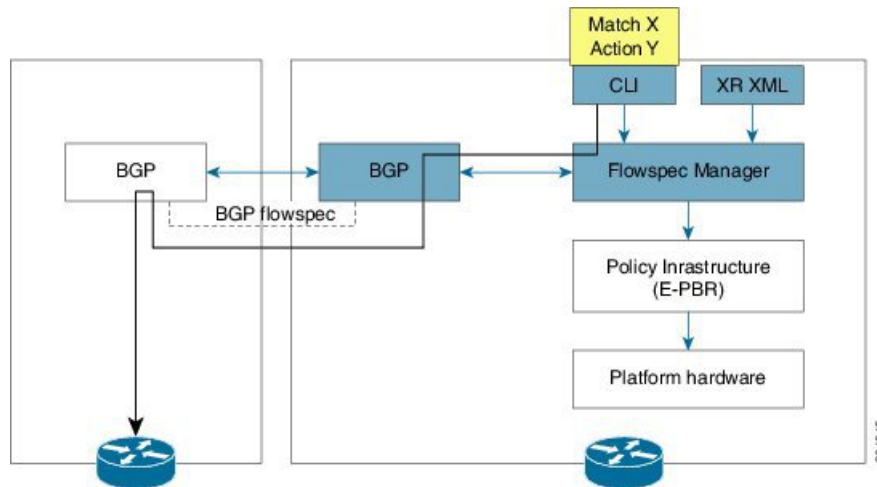 Match X
Action Y
CLI
XR XML
BGP
BGP
Flowspec Manager
BGP flowspec
Policy Inrastructure
(E-PBR)
Platform hardware